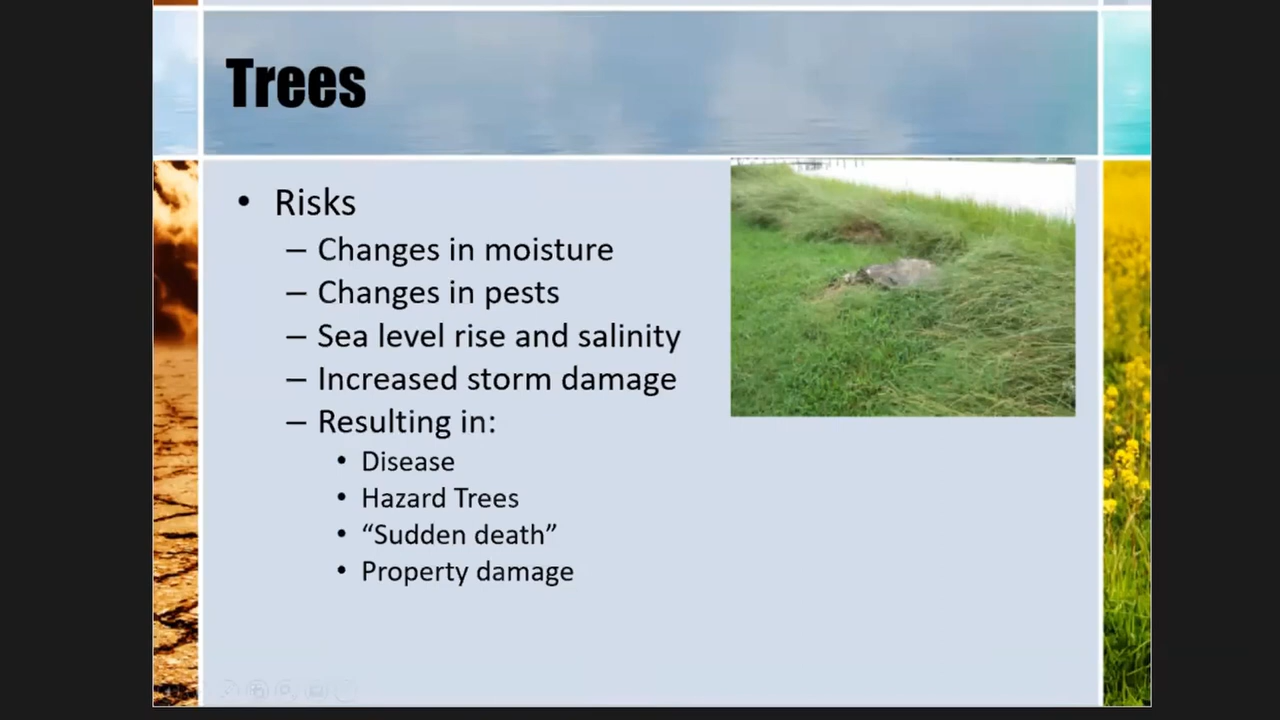 Trees
• Risks
– Changes in moisture
– Changes in pests
– Sea level rise and salinity
– Increased storm damage
– Resulting in:
• Disease
• Hazard Trees
• “Sudden death”
• Property damage